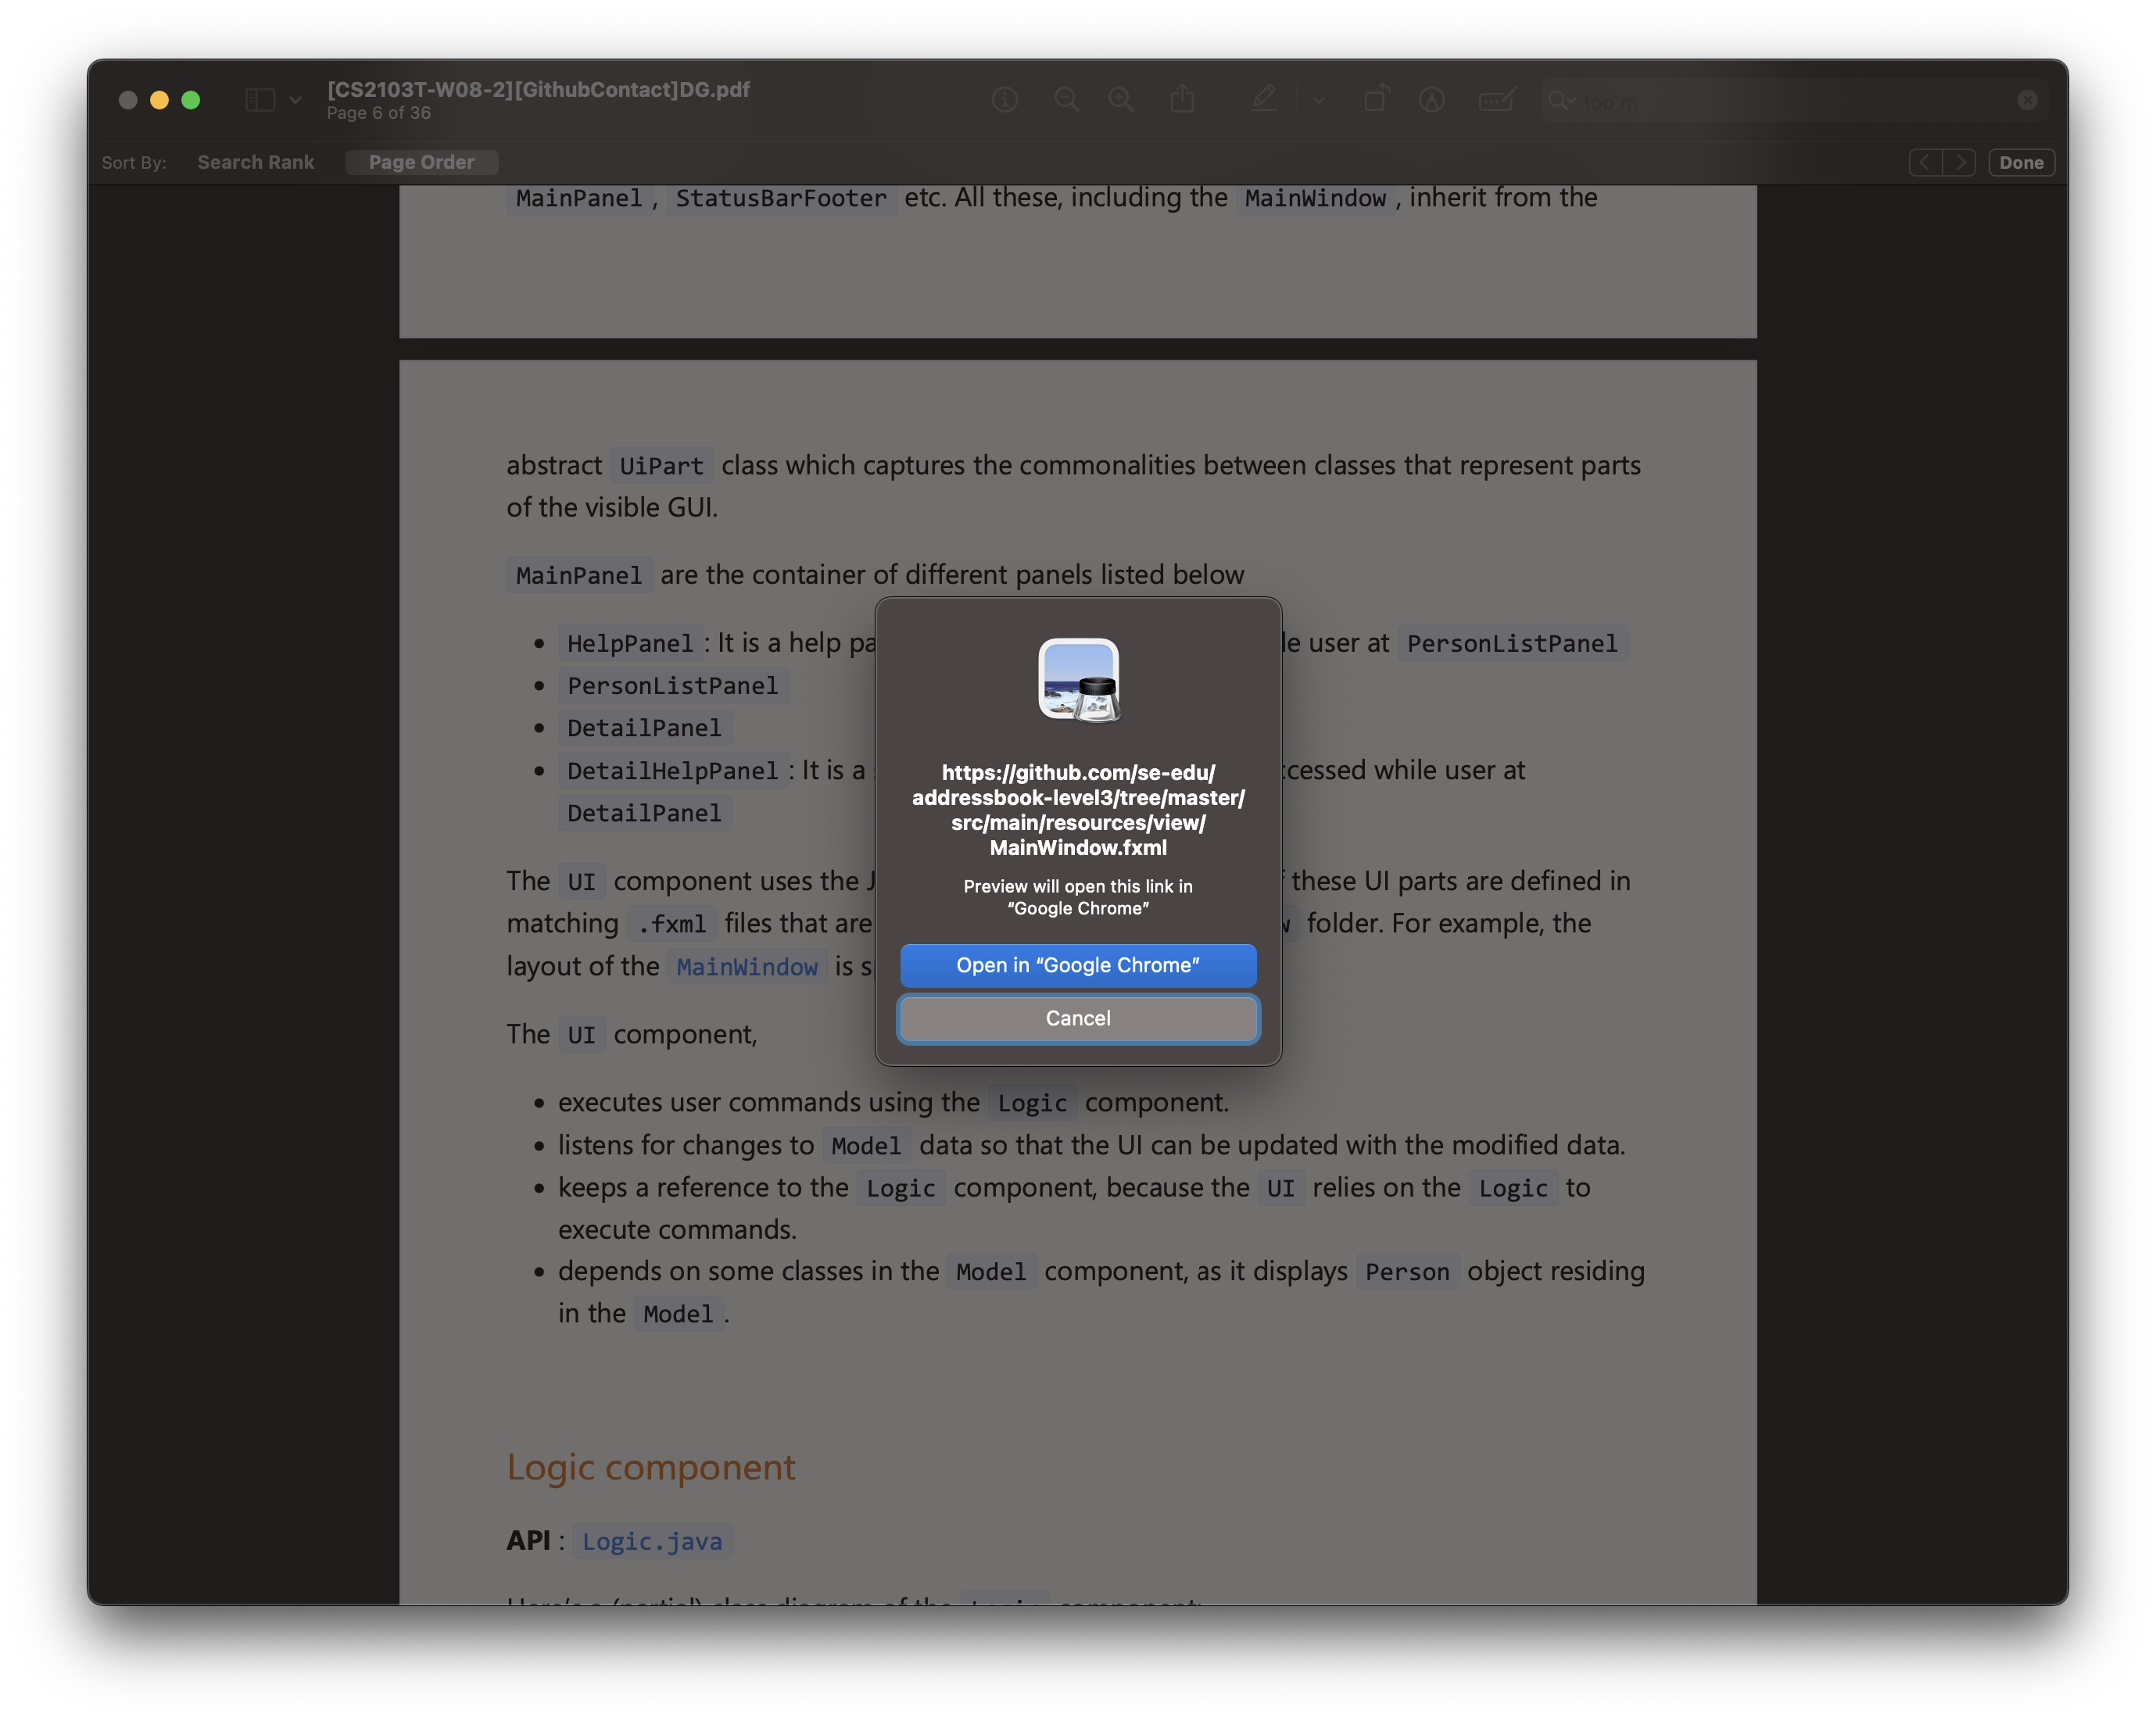 [CS2103T-W08-2][GithubContact]DG.pdf
Page 6 of 36
too m
Sort By: Search Rank Page Order Done
MainPanel , StatusBarFooter etc. All these, including the MainWindow , inherit from the
abstract UiPart class which captures the commonalities between classes that represent parts
of the visible GUI.
MainPanel are the container of different panels listed below
• HelpPanel : It is a help pa le user at PersonListPanel
• PersonListPanel
• DetailPanel
• DetailHelpPanel : It is a ccessed while user at
DetailPanel
The UI component uses the J f these UI parts are defined in
matching .fxml files that are w folder. For example, the
layout of the MainWindow is s
The UI component,
• executes user commands using the Logic component.
• listens for changes to Model data so that the UI can be updated with the modified data.
• keeps a reference to the Logic component, because the UI relies on the Logic to
execute commands.
• depends on some classes in the Model component, as it displays Person object residing
in the Model .
Logic component
API : Logic.java
Here's a (partial) class diagram of the Logic component:
https://github.com/se-edu/
addressbook-level3/tree/master/
src/main/resources/view/
MainWindow.fxml
Preview will open this link in
“Google Chrome”
Open in “Google Chrome”
Cancel